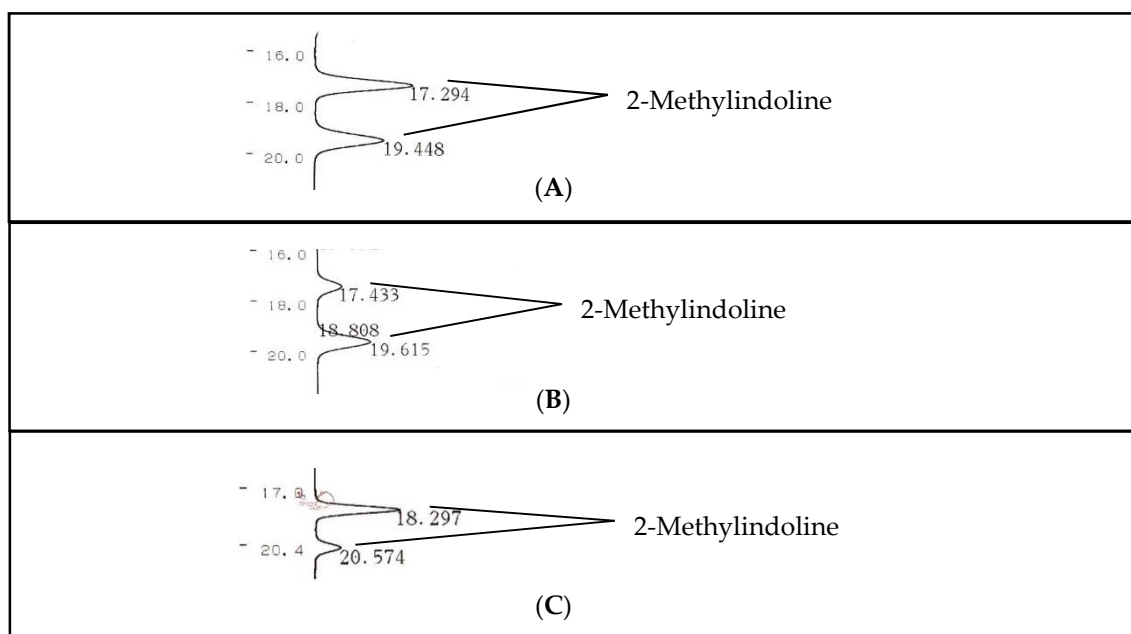 - 16.0
17.294
2-Methylindoline
- 18.0
19.448
- 20.0
(A)
- 16.0
17.433
2-Methylindoline
- 18.0
18.808
19.615
- 20.0
(B)
- 17.
18.297
2-Methylindoline
- 20.4
20.574
(C)